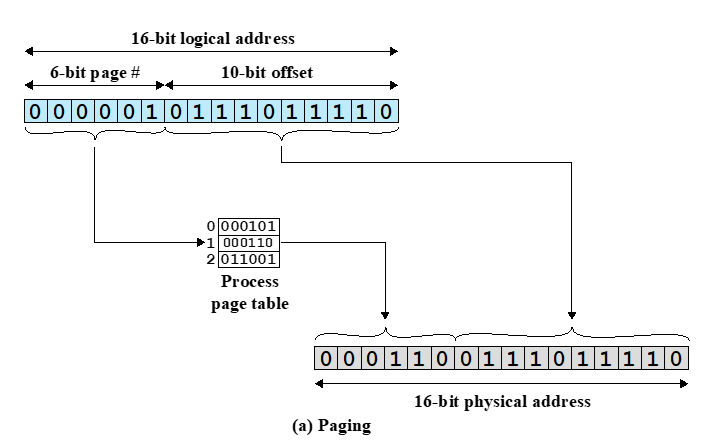 16-bit logical address
6-bit page # 10-bit offset
0 0 0 0 0 1 0 1 1 1 0 1 1 1 1 0
0 000101
1 000110
2 011001
Process
page table
0 0 0 1 1 0 0 1 1 1 0 1 1 1 1 0
16-bit physical address
(a) Paging